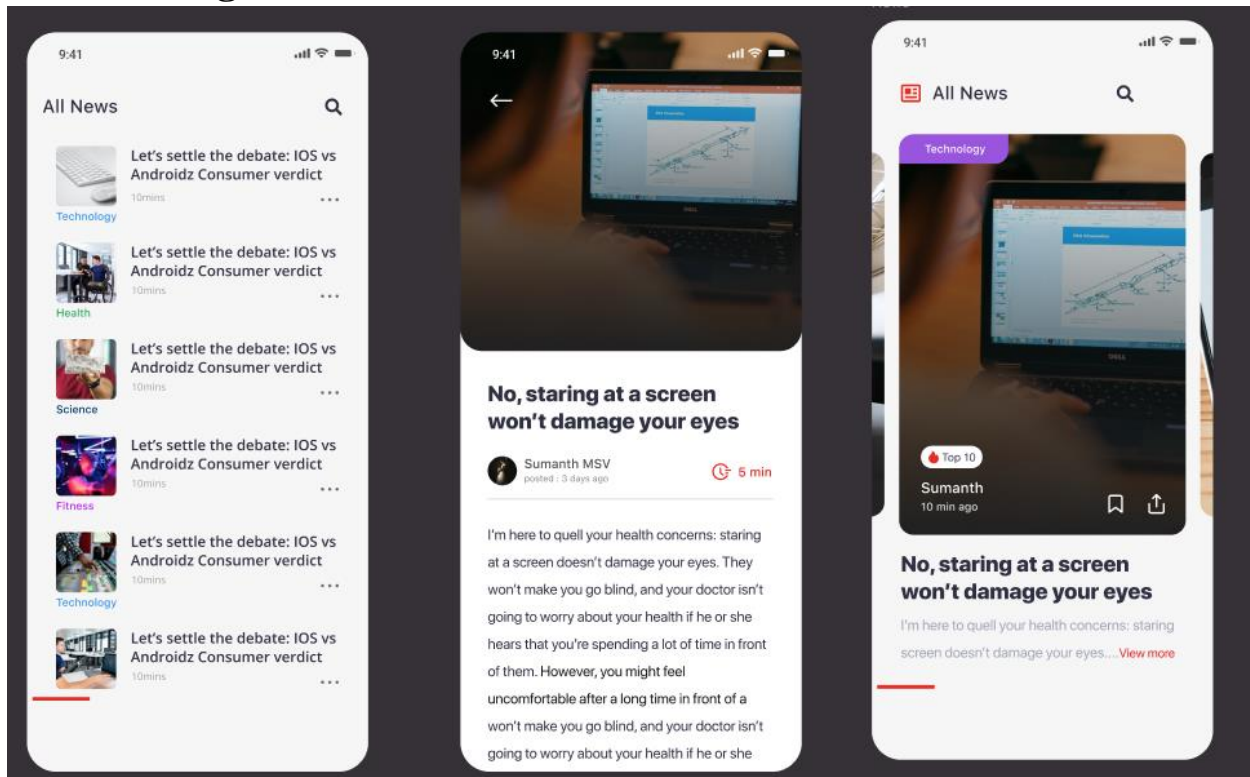 9:41
All News
Let's settle the debate: IOS vs
Androidz Consumer verdict
10mins
Technology
Let's settle the debate: IOS vs
Androidz Consumer verdict
10mins
Health
Let's settle the debate: IOS vs
Androidz Consumer verdict
10mins
Science
Let's settle the debate: IOS vs
Androidz Consumer verdict
10mins
Fitness
Let's settle the debate: IOS vs
Androidz Consumer verdict
10mins
Technology
Let's settle the debate: IOS vs
Androidz Consumer verdict
10mins
9:41
DELL
No, staring at a screen
won't damage your eyes
Sumanth MSV
posted : 3 days ago
5 min
I'm here to quell your health concerns: staring
at a screen doesn't damage your eyes. They
won't make you go blind, and your doctor isn't
going to worry about your health if he or she
hears that you're spending a lot of time in front
of them. However, you might feel
uncomfortable after a long time in front of a
won't make you go blind, and your doctor isn't
going to worry about your health if he or she
9:41
All News
Technology
DELL
Top 10
Sumanth
10 min ago
No, staring at a screen
won't damage your eyes
I'm here to quell your health concerns: staring
screen doesn't damage your eyes....View more